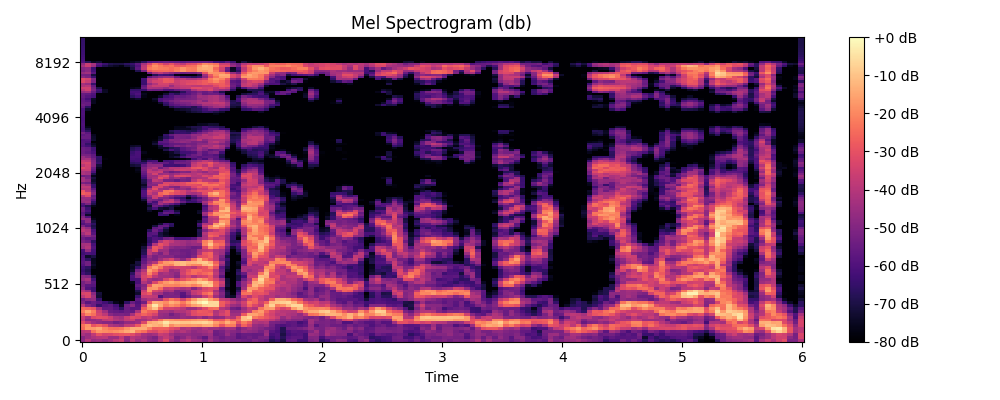 Mel Spectrogram (db)
8192
4096
2048
1024
512
0
Hz
0 1 2 3 4 5 6
Time
+0 dB
-10 dB
-20 dB
-30 dB
-40 dB
-50 dB
-60 dB
-70 dB
-80 dB